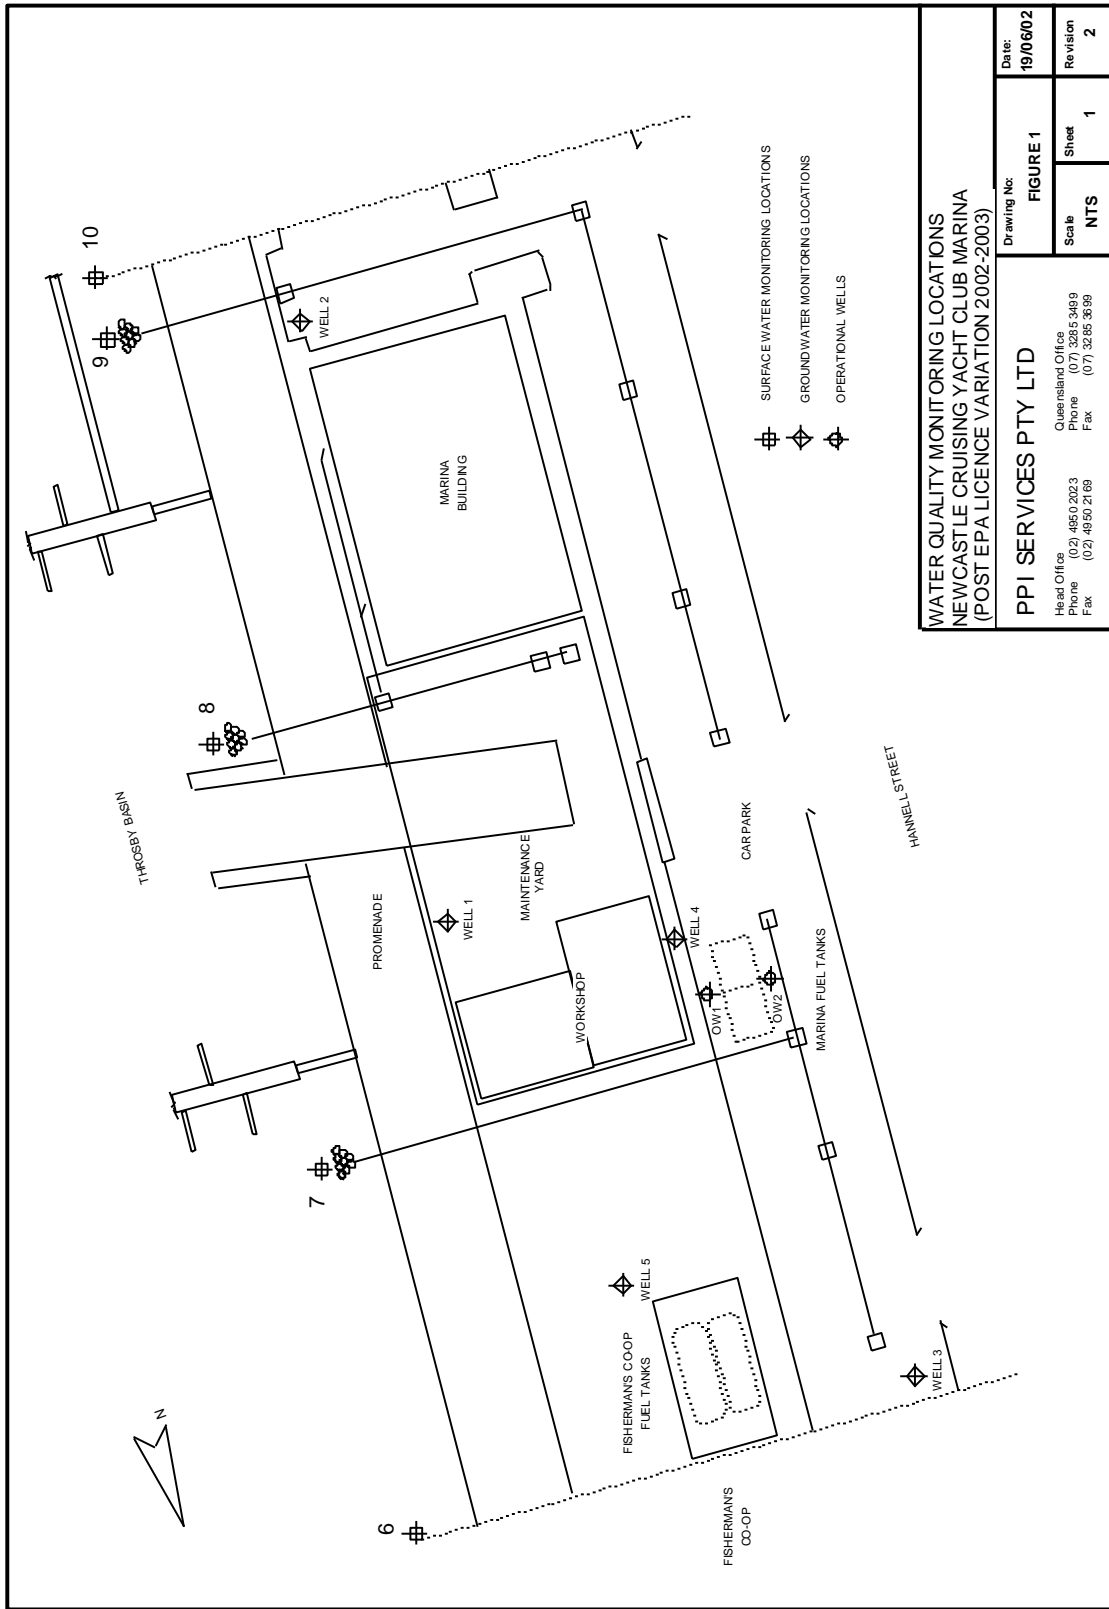 10
9
8
7
6
THROSBY BASIN
PROMENADE
WELL 1
WELL 2
MARINA
BUILDING
MAINTENANCE
YARD
WORKSHOP
WELL 4
OW1
OW2
MARINA FUEL TANKS
CAR PARK
HANNELL STREET
WELL 5
FISHERMAN'S CO-OP
FUEL TANKS
FISHERMAN'S
CO-OP
WELL 3
N
SURFACE WATER MONITORING LOCATIONS
GROUNDWATER MONITORING LOCATIONS
OPERATIONAL WELLS
WATER QUALITY MONITORING LOCATIONS
NEWCASTLE CRUISING YACHT CLUB MARINA
(POST EPA LICENCE VARIATION 2002-2003)
PPI SERVICES PTY LTD
Head Office
Phone (02) 4950 2023
Fax (02) 4950 2169
Queensland Office
Phone (07) 3285 3499
Fax (07) 3285 3699
Drawing No:
FIGURE 1
Date:
19/06/02
Scale
NTS
Sheet
1
Revision
2